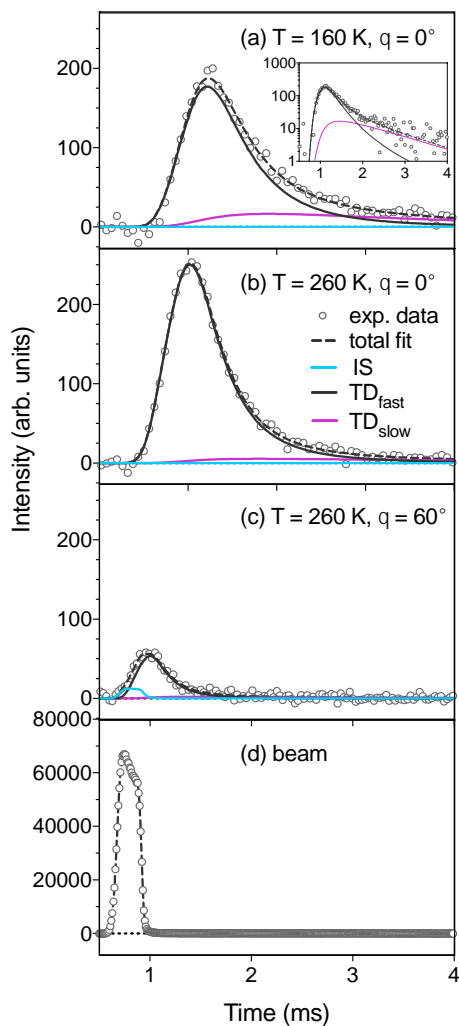 (a) T = 160 K, q = 0°
200
100
0
1000
100
10
1
1 2 3 4
(b) T = 260 K, q = 0°
200
100
0
exp. data
total fit
IS
TDfast
TDslow
Intensity (arb. units)
(c) T = 260 K, q = 60°
200
100
0
(d) beam
80000
60000
40000
20000
0
1 2 3 4
Time (ms)